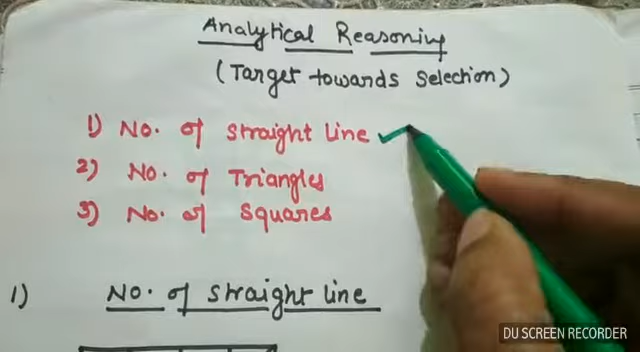 Analytical Reasoning
(Target towards Selection)
1) No. of straight Line
2) No. of Triangles
3) No. of Squares
1) No. of straight line
DU SCREEN RECORDER